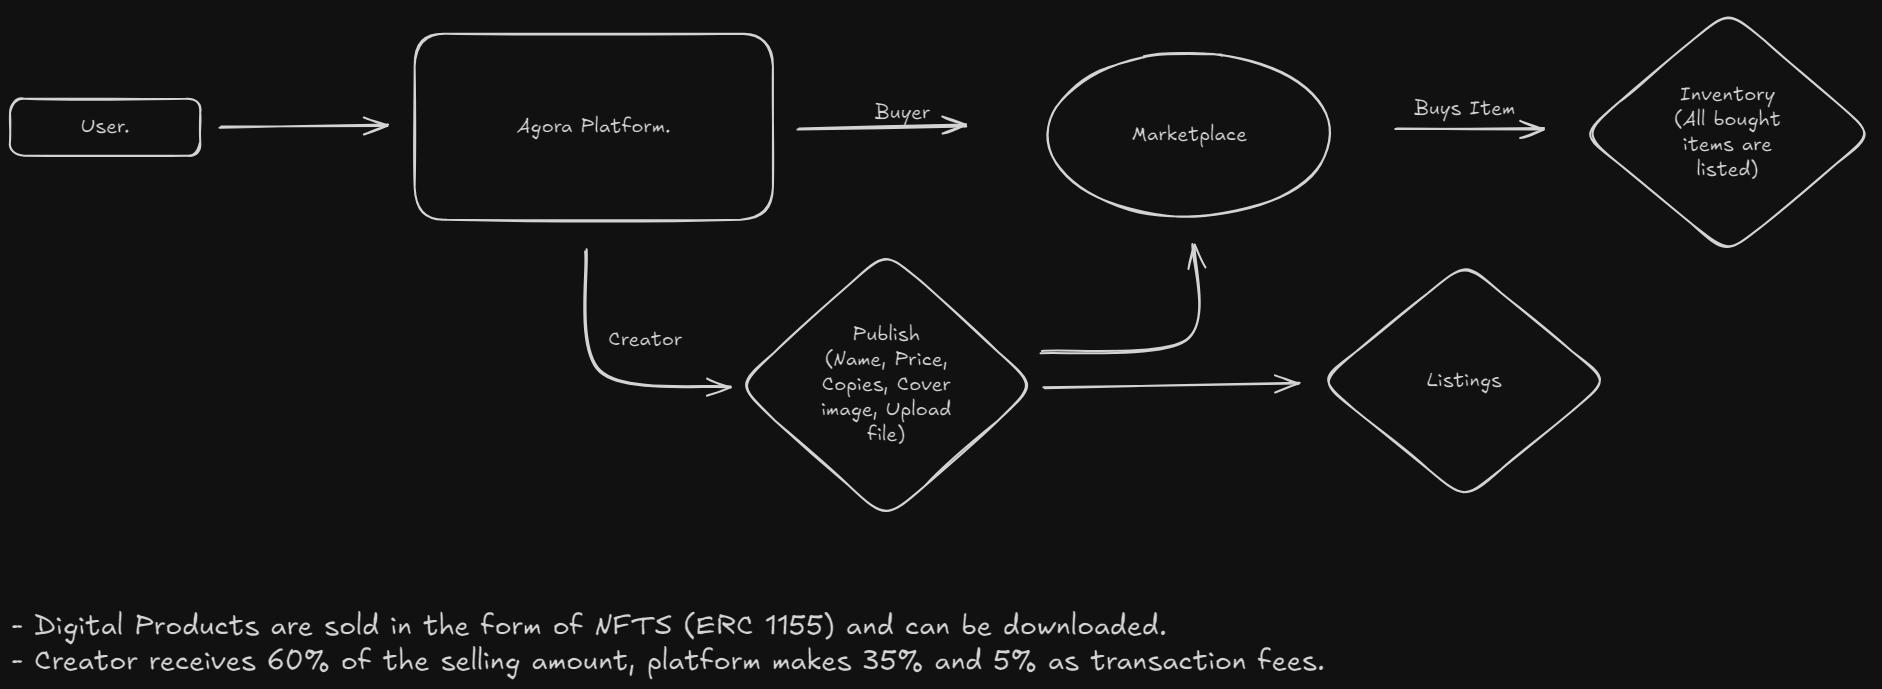 User.
Agora Platform.
Buyer
Marketplace
Buys Item
Inventory
(All bought
items are
listed)
Creator
Publish
(Name, Price,
Copies, Cover
image, Upload
file)
Listings
- Digital Products are sold in the form of NFTS (ERC 1155) and can be downloaded.
- Creator receives 60% of the selling amount, platform makes 35% and 5% as transaction fees.